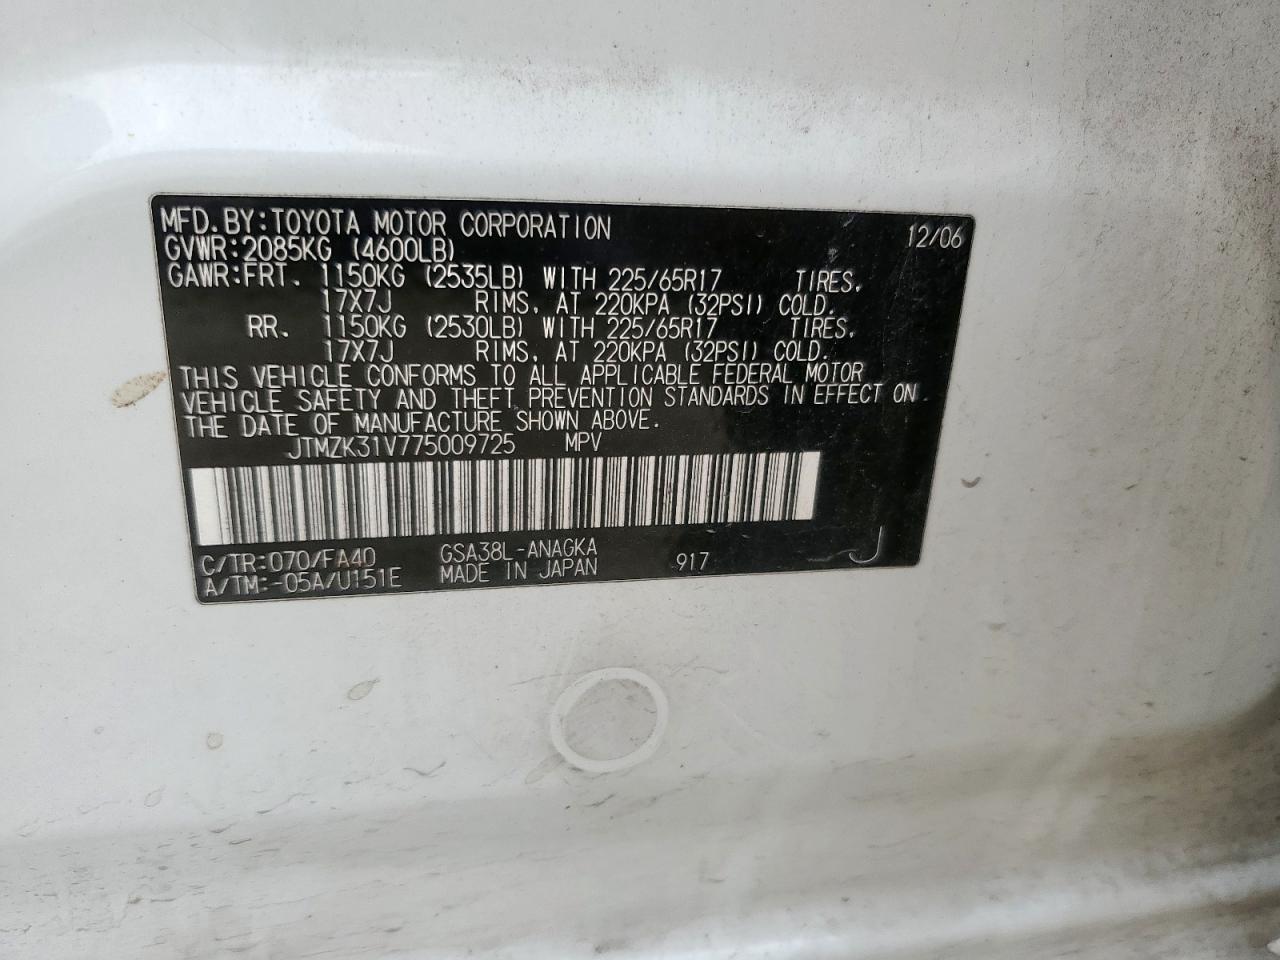 MFD.BY:TOYOTA MOTOR CORPORATION 12/06
GVWR:2085KG (4600LB)
GAWR:FRT. 1150KG (2535LB) WITH 225/65R17 TIRES,
17X7J RIMS, AT 220KPA (32PSI) COLD.
RR. 1150KG (2530LB) WITH 225/65R17 TIRES,
17X7J RIMS, AT 220KPA (32PSI) COLD.
THIS VEHICLE CONFORMS TO ALL APPLICABLE FEDERAL MOTOR
VEHICLE SAFETY AND THEFT PREVENTION STANDARDS IN EFFECT ON
THE DATE OF MANUFACTURE SHOWN ABOVE.
JTMZK31V775009725 MPV
C/TR:070/FA40 GSA38L-ANAGKA 917 J
A/TM:-05A/U151E MADE IN JAPAN